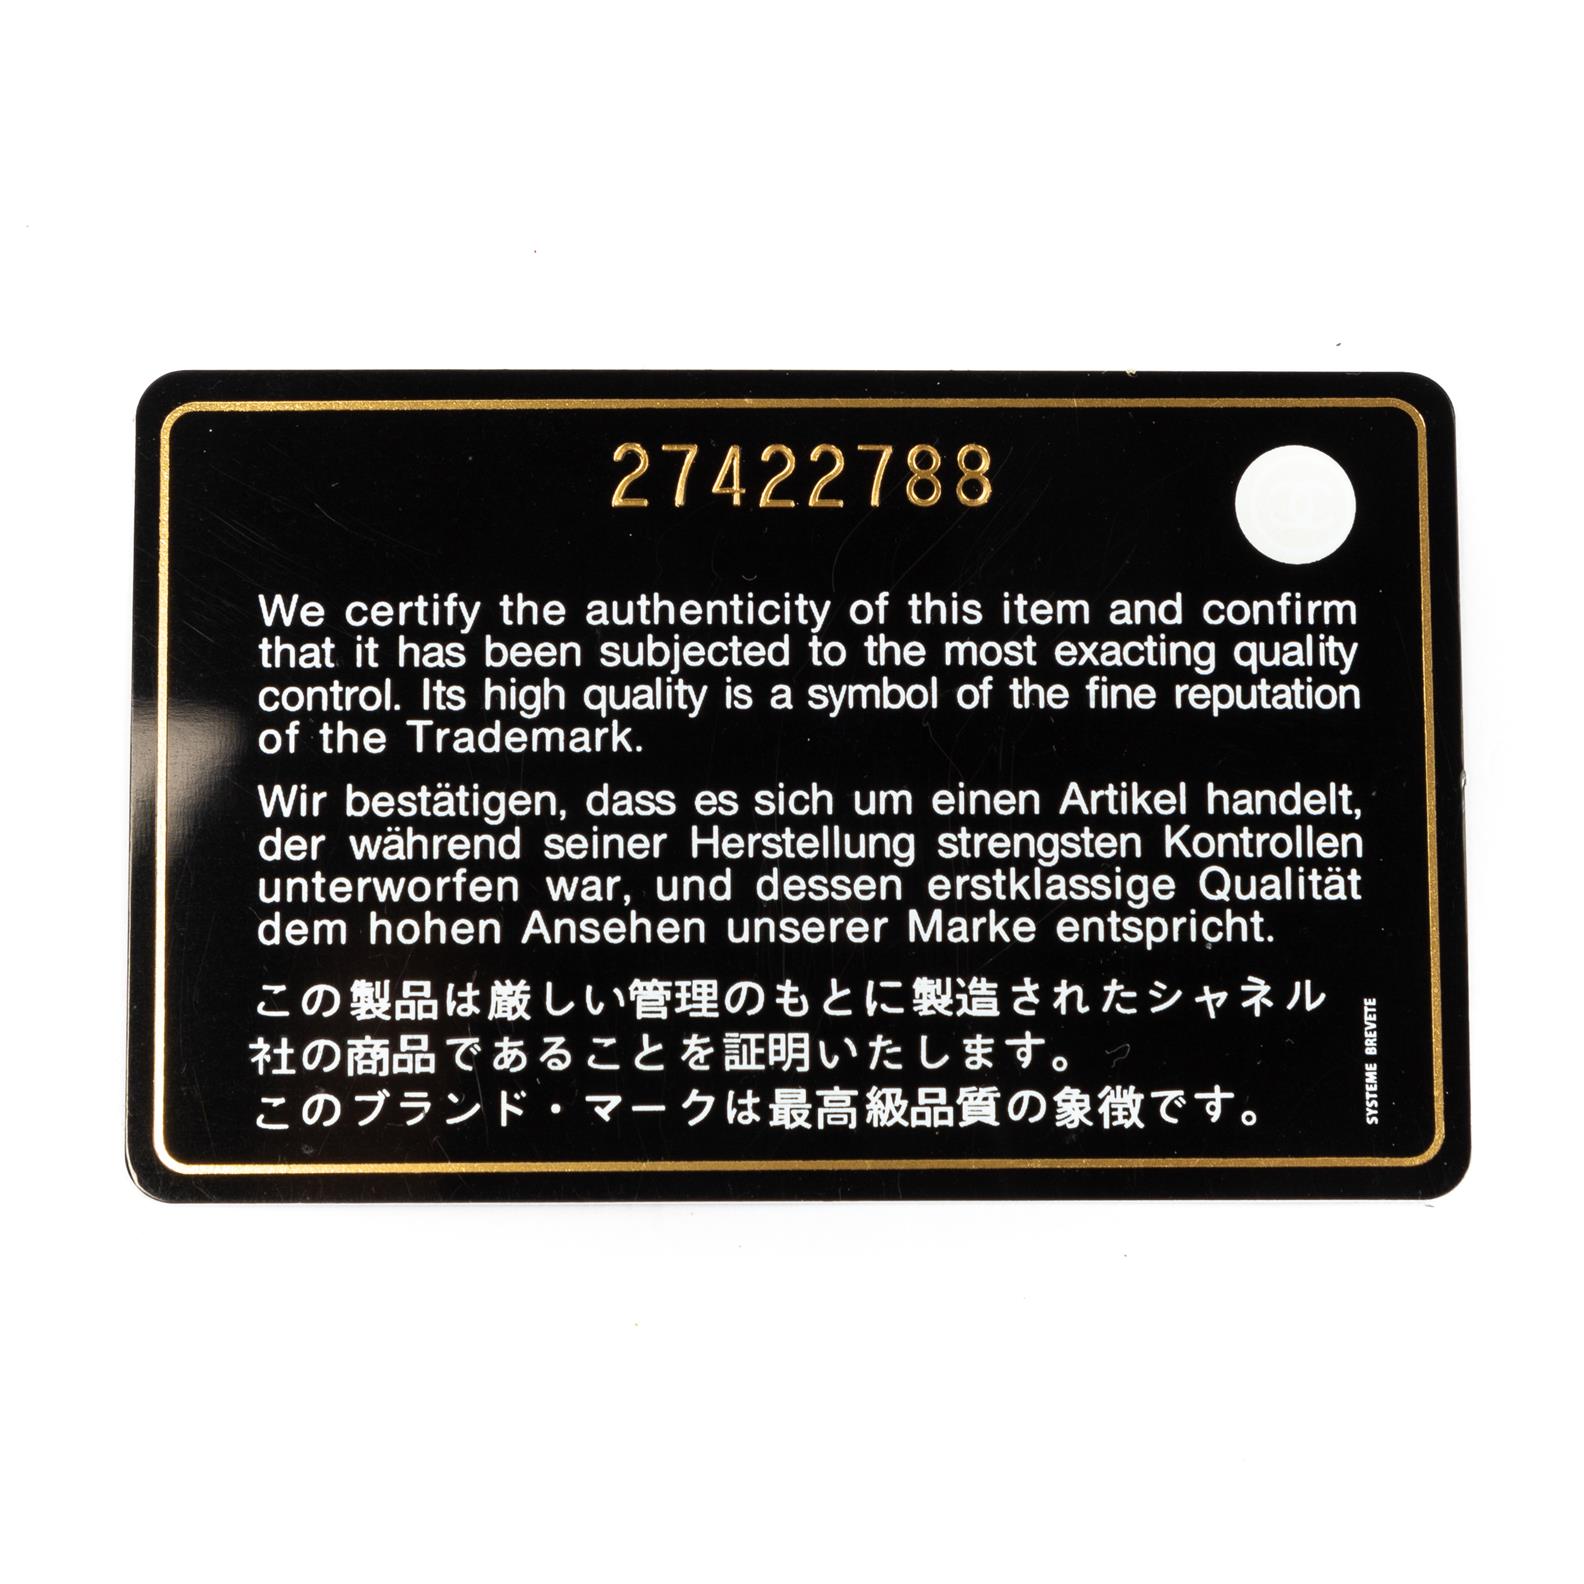 27422788
We certify the authenticity of this item and confirm
that it has been subjected to the most exacting quality
control. Its high quality is a symbol of the fine reputation
of the Trademark.
Wir bestätigen, dass es sich um einen Artikel handelt,
der während seiner Herstellung strengsten Kontrollen
unterworfen war, und dessen erstklassige Qualität
dem hohen Ansehen unserer Marke entspricht.
この製品は厳しい管理のもとに製造されたシャネル
社の商品であることを証明いたします。
このブランド・マークは最高級品質の象徴です。
SYSTEME BREVETE